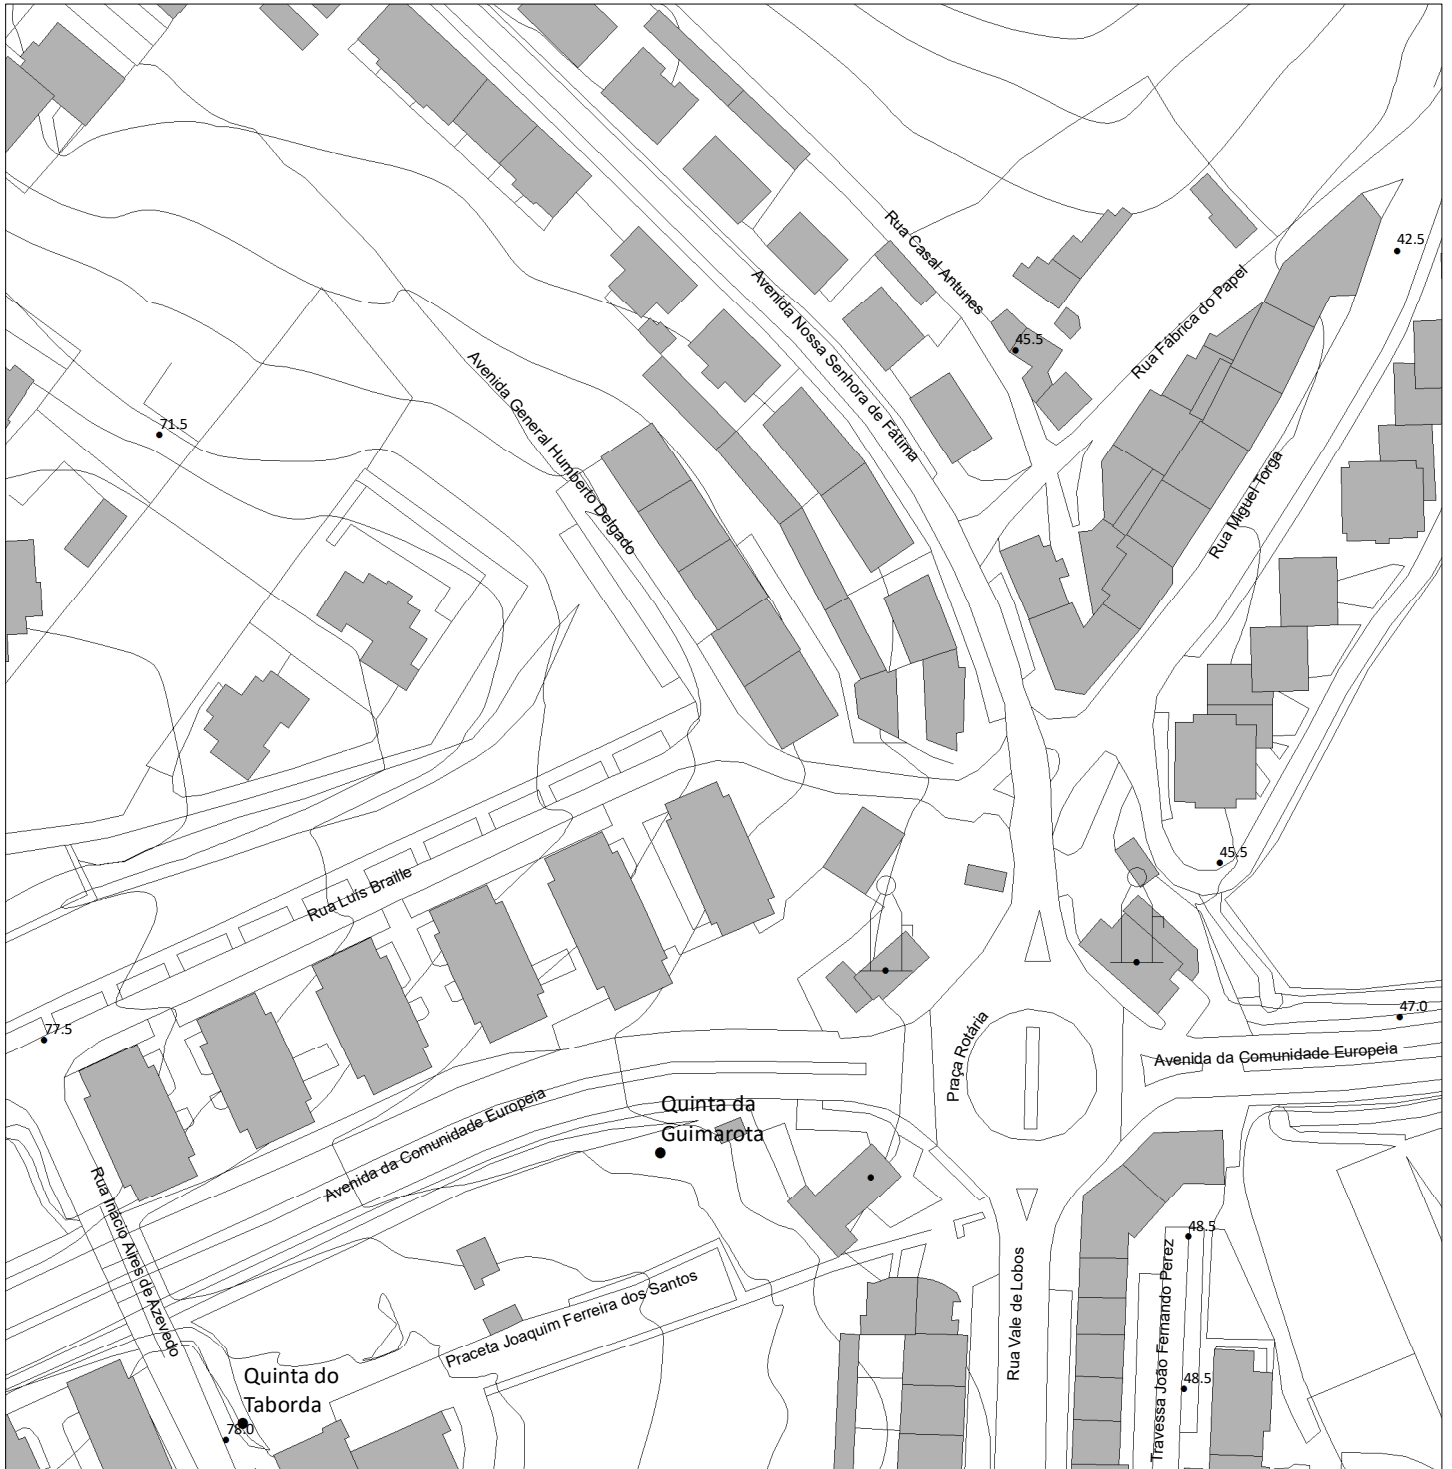 Rua Casal Antunes
42.5
Avenida Nossa Senhora de Fátima
Rua Fábrica do Papel
45.5
Avenida General Humberto Delgado
71.5
Rua Miguel Torga
45.5
Rua Luís Braille
77.5
47.0
Praça Rotária
Avenida da Comunidade Europeia
Avenida da Comunidade Europeia
Quinta da
Guimarota
Rua Inácio Aires de Azevedo
48.5
Rua Vale de Lobos
Travessa João Fernando Perez
Praceta Joaquim Ferreira dos Santos
Quinta do
Taborda
48.5
78.0